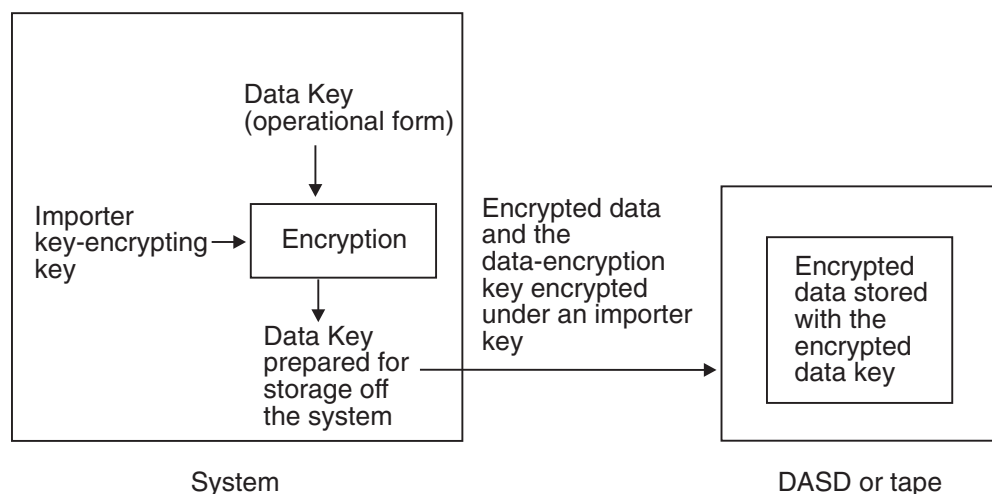 Data Key
(operational form)
Importer
key-encrypting
key
Encryption
Data Key
prepared for
storage off
the system
Encrypted data
and the
data-encryption
key encrypted
under an importer
key
Encrypted
data stored
with the
encrypted
data key
System
DASD or tape